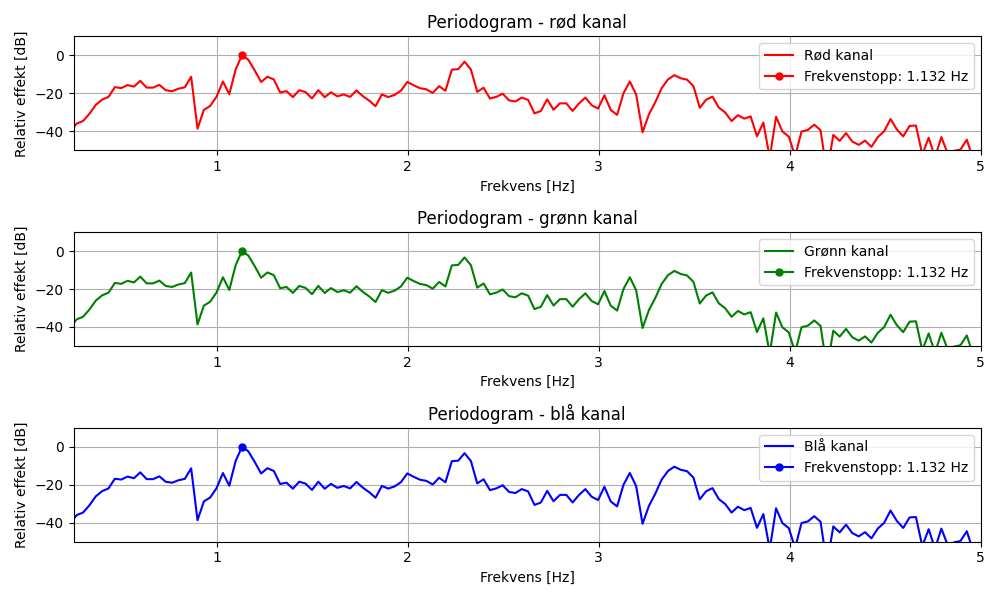 Periodogram - rød kanal
Relativ effekt [dB]
0
−20
−40
Rød kanal
Frekvenstopp: 1.132 Hz
1 2 3 4 5
Frekvens [Hz]
Periodogram - grønn kanal
Relativ effekt [dB]
0
−20
−40
Grønn kanal
Frekvenstopp: 1.132 Hz
1 2 3 4 5
Frekvens [Hz]
Periodogram - blå kanal
Relativ effekt [dB]
0
−20
−40
Blå kanal
Frekvenstopp: 1.132 Hz
1 2 3 4 5
Frekvens [Hz]